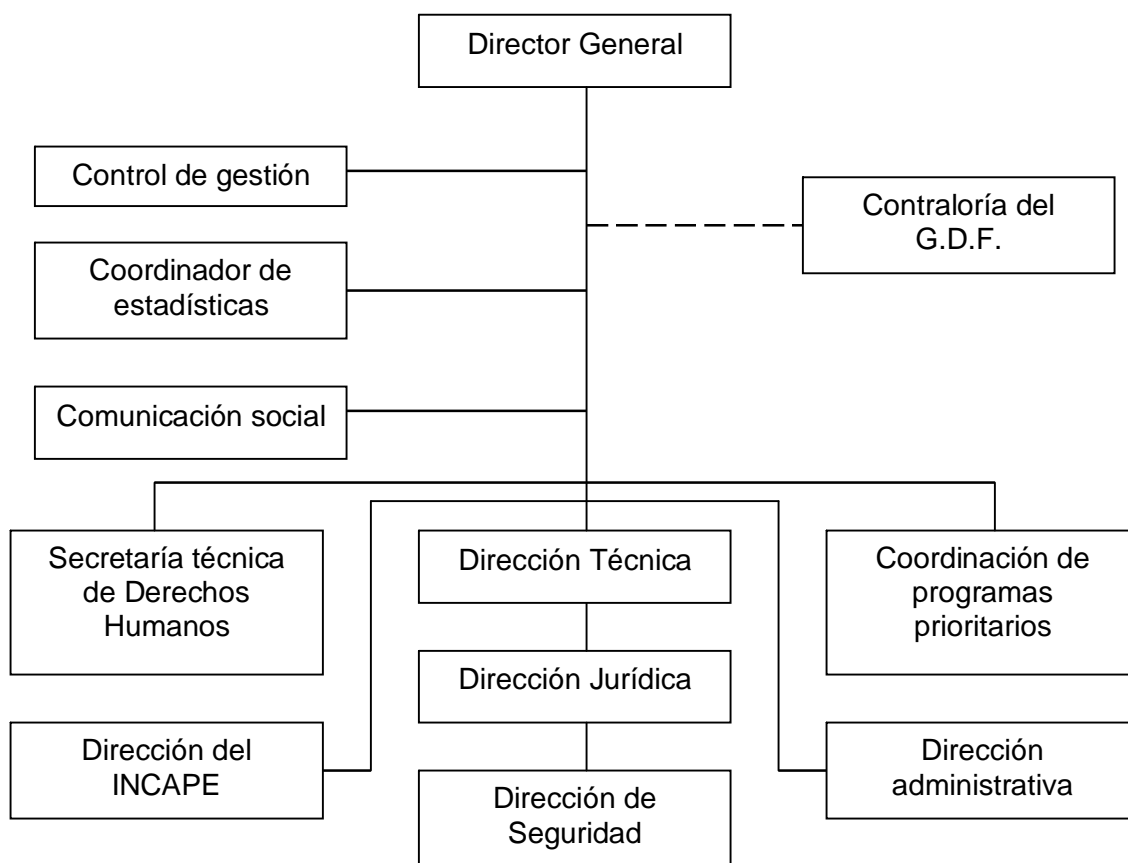 Director General
Control de gestión
Contraloría del
G.D.F.
Coordinador de
estadísticas
Comunicación social
Secretaría técnica
de Derechos
Humanos
Dirección Técnica
Coordinación de
programas
prioritarios
Dirección Jurídica
Dirección del
INCAPE
Dirección
administrativa
Dirección de
Seguridad